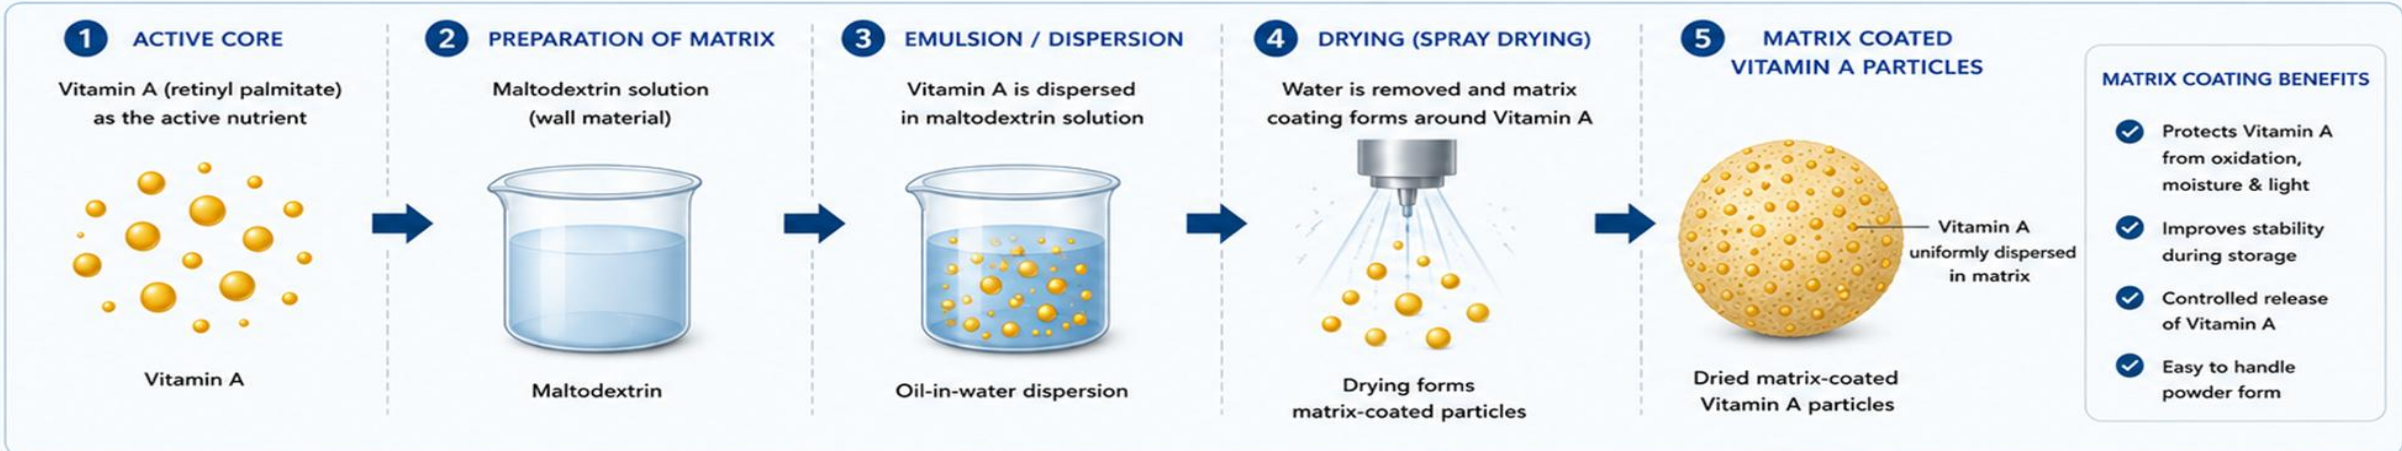 1 ACTIVE CORE
Vitamin A (retinyl palmitate)
as the active nutrient
Vitamin A
2 PREPARATION OF MATRIX
Maltodextrin solution
(wall material)
Maltodextrin
3 EMULSION / DISPERSION
Vitamin A is dispersed
in maltodextrin solution
Oil-in-water dispersion
4 DRYING (SPRAY DRYING)
Water is removed and matrix
coating forms around Vitamin A
Drying forms
matrix-coated particles
5 MATRIX COATED
VITAMIN A PARTICLES
Vitamin A
uniformly dispersed
in matrix
Dried matrix-coated
Vitamin A particles
MATRIX COATING BENEFITS
Protects Vitamin A
from oxidation,
moisture & light
Improves stability
during storage
Controlled release
of Vitamin A
Easy to handle
powder form